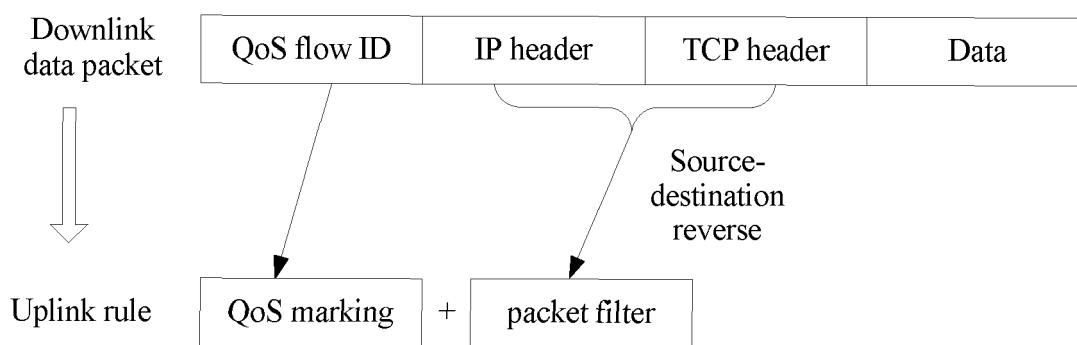 Downlink
data packet
QoS flow ID
IP header
TCP header
Data
Source-
destination
reverse
Uplink rule
QoS marking
+
packet filter